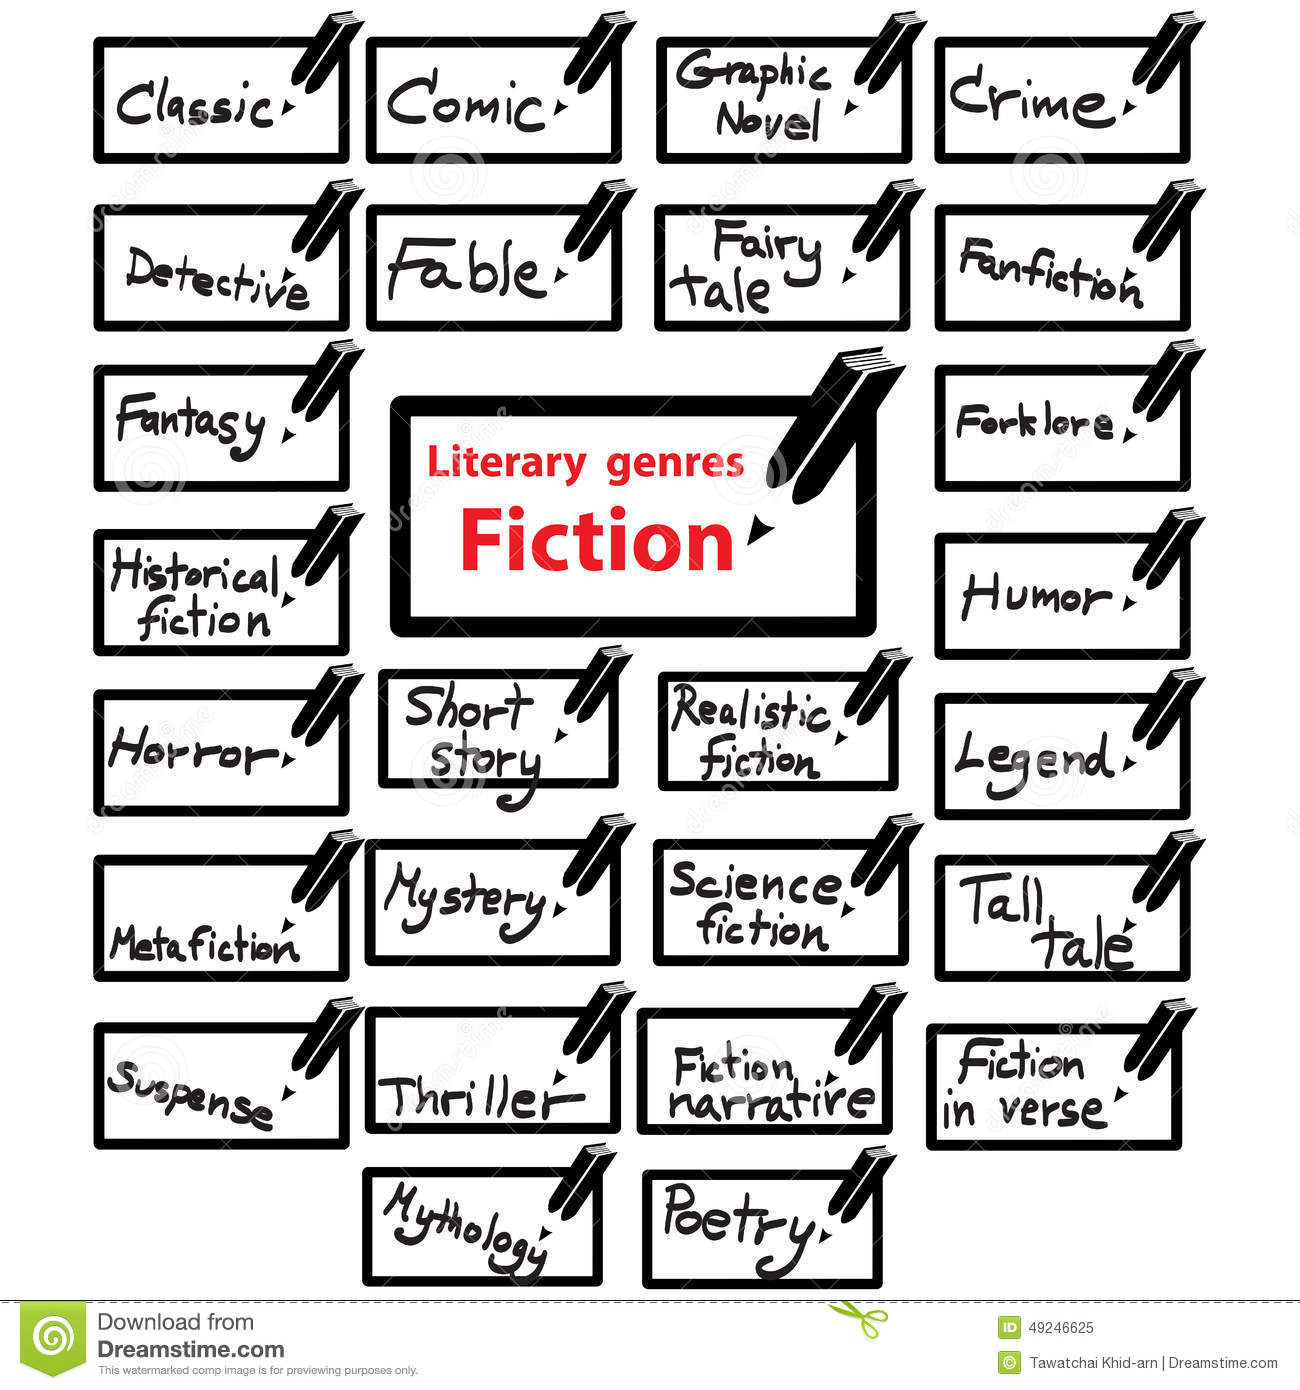 Classic
Comic
Graphic
Novel
Crime
Detective
Fable
Fairy
tale
Fanfiction
Fantasy
Literary genres
Fiction
Forklore
Historical
fiction
Humor
Horror
Short
story
Realistic
fiction
Legend
Metafiction
Mystery
Science
fiction
Tall
tale
Suspense
Thriller
Fiction
narrative
Fiction
in verse
Mythology
Poetry
Download from
Dreamstime.com
This watermarked comp image is for previewing purposes only.
ID 49246625
© Tawatchai Khid-arn | Dreamstime.com